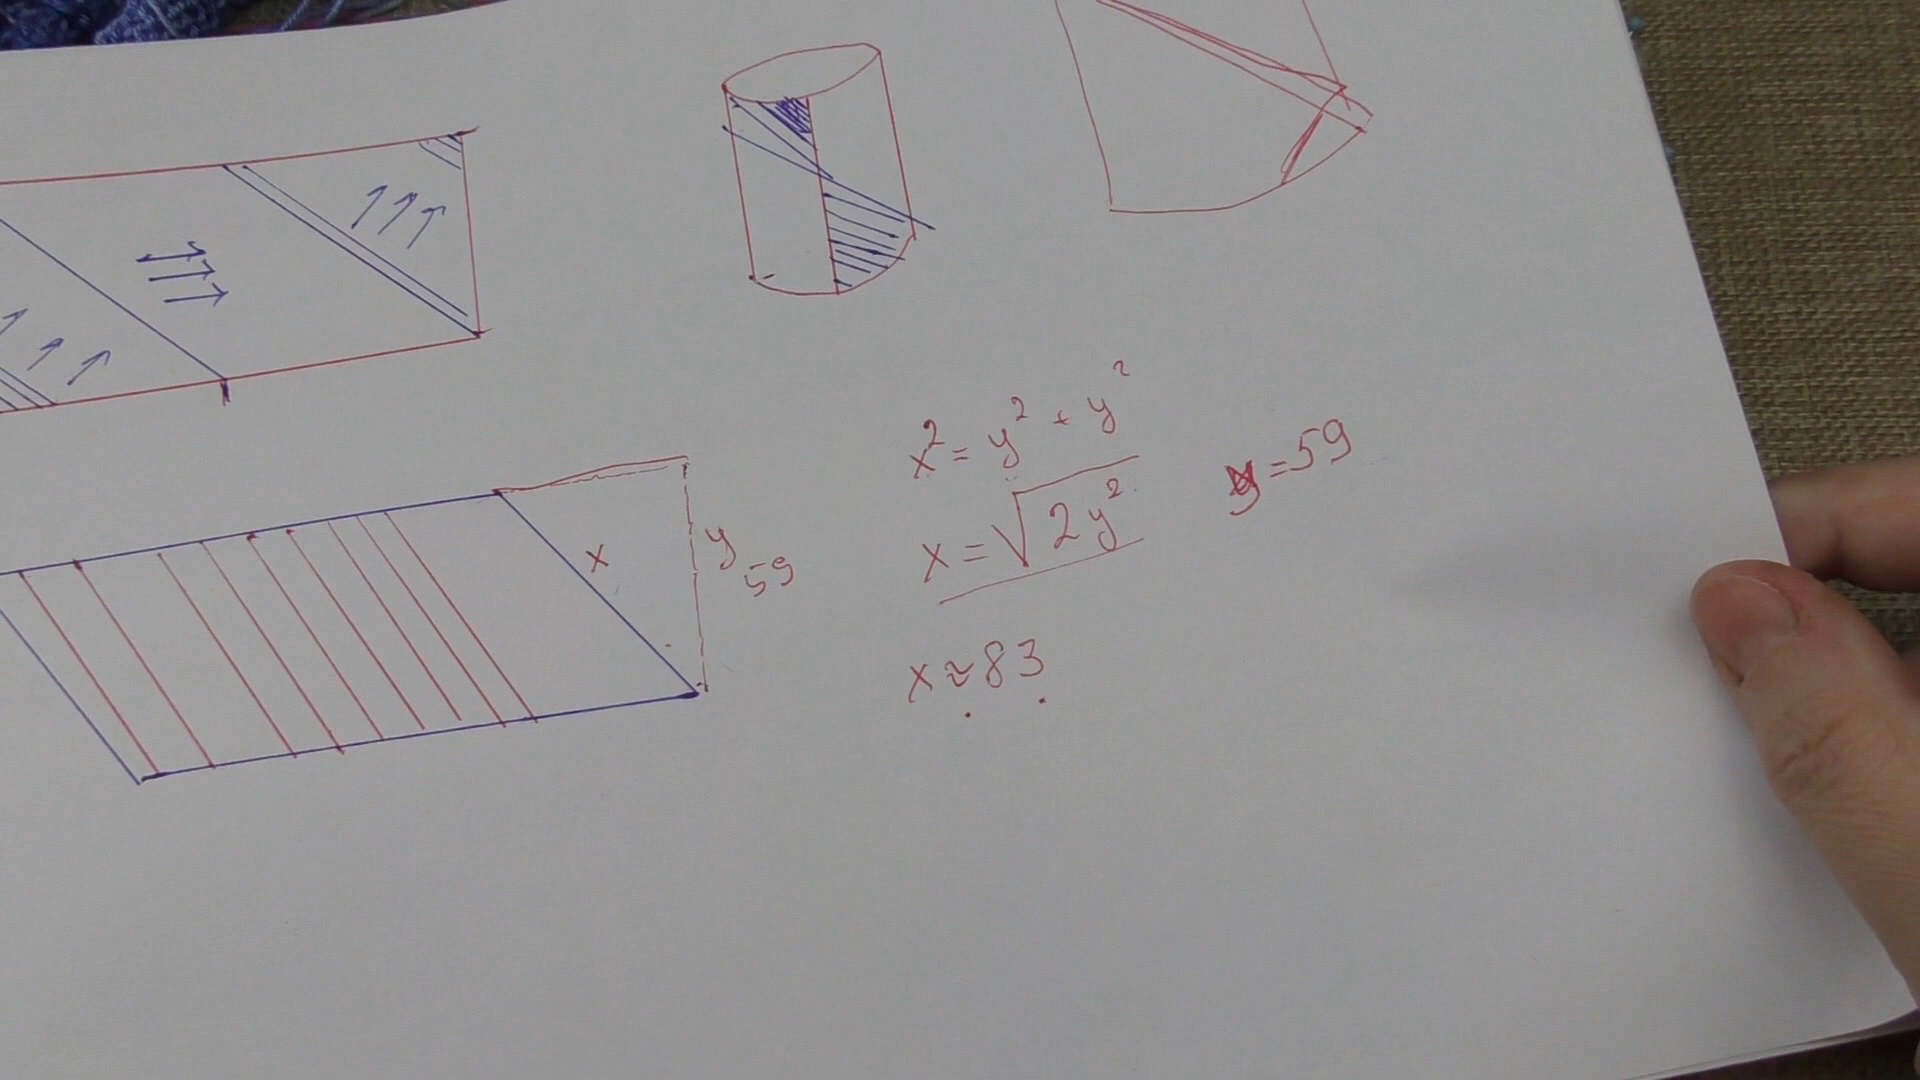 x² = y² + y²
y = 59
x = √2y²
x
y
59
x ≈ 83